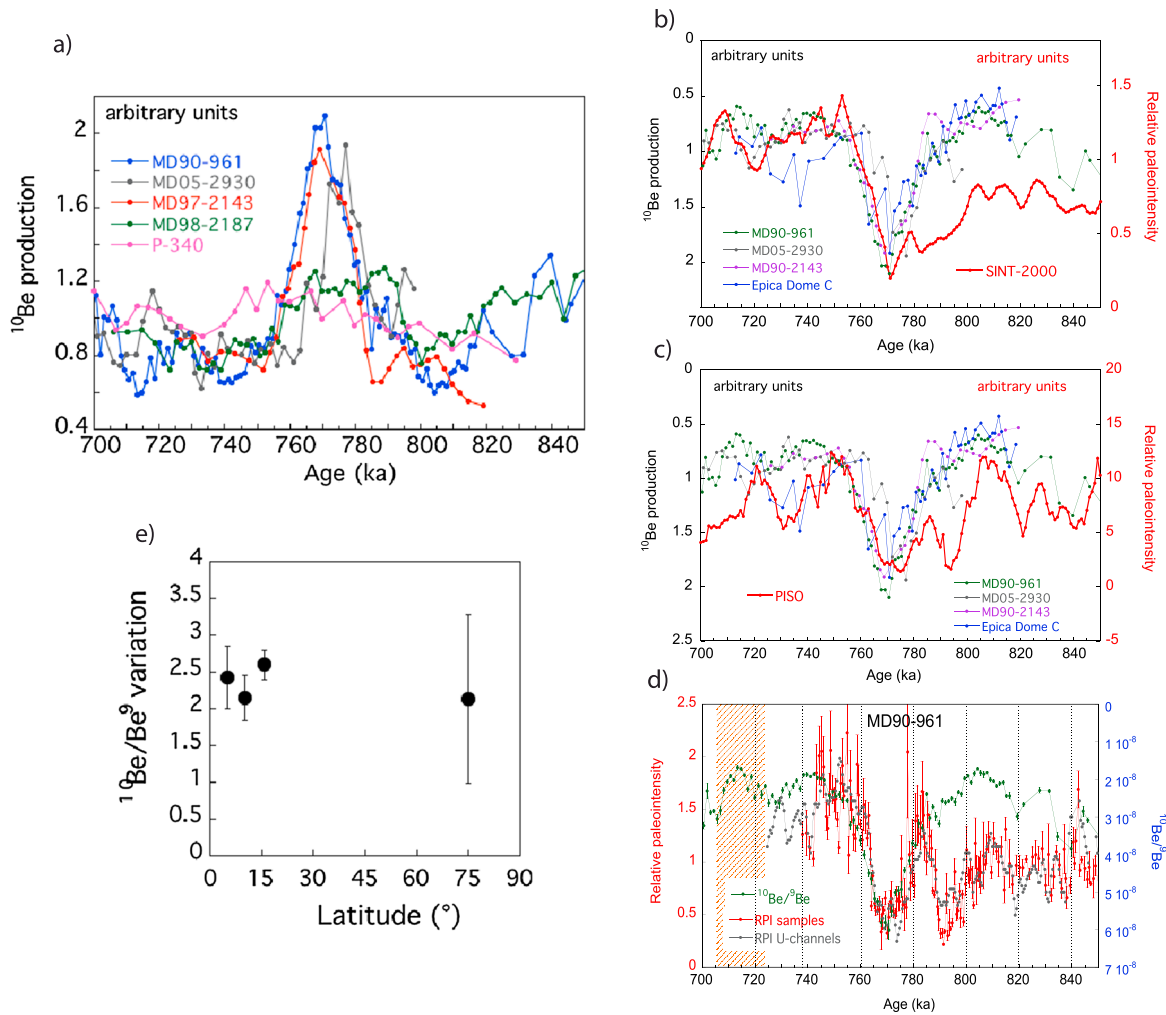 a)
arbitrary units
MD90-961
MD05-2930
MD97-2143
MD98-2187
P-340
10Be production
2
1.6
1.2
0.8
0.4
700 720 740 760 780 800 820 840
Age (ka)
b)
arbitrary units
arbitrary units
10Be production
0
0.5
1
1.5
2
Relative paleointensity
1.5
1
0.5
0
MD90-961
MD05-2930
MD90-2143
Epica Dome C
SINT-2000
700 720 740 760 780 800 820 840
Age (ka)
c)
arbitrary units
arbitrary units
10Be production
0
0.5
1
1.5
2
2.5
Relative paleointensity
20
15
10
5
0
-5
PISO
MD90-961
MD05-2930
MD90-2143
Epica Dome C
700 720 740 760 780 800 820 840
Age (ka)
e)
10Be/Be9 variation
4
3.5
3
2.5
2
1.5
1
0.5
0
0 15 30 45 60 75 90
Latitude (°)
d)
MD90-961
Relative paleointensity
2.5
2
1.5
1
0.5
0
10Be/9Be
0
1 10-8
2 10-8
3 10-8
4 10-8
5 10-8
6 10-8
7 10-8
10Be/9Be
RPI samples
RPI U-channels
700 720 740 760 780 800 820 840
Age (ka)